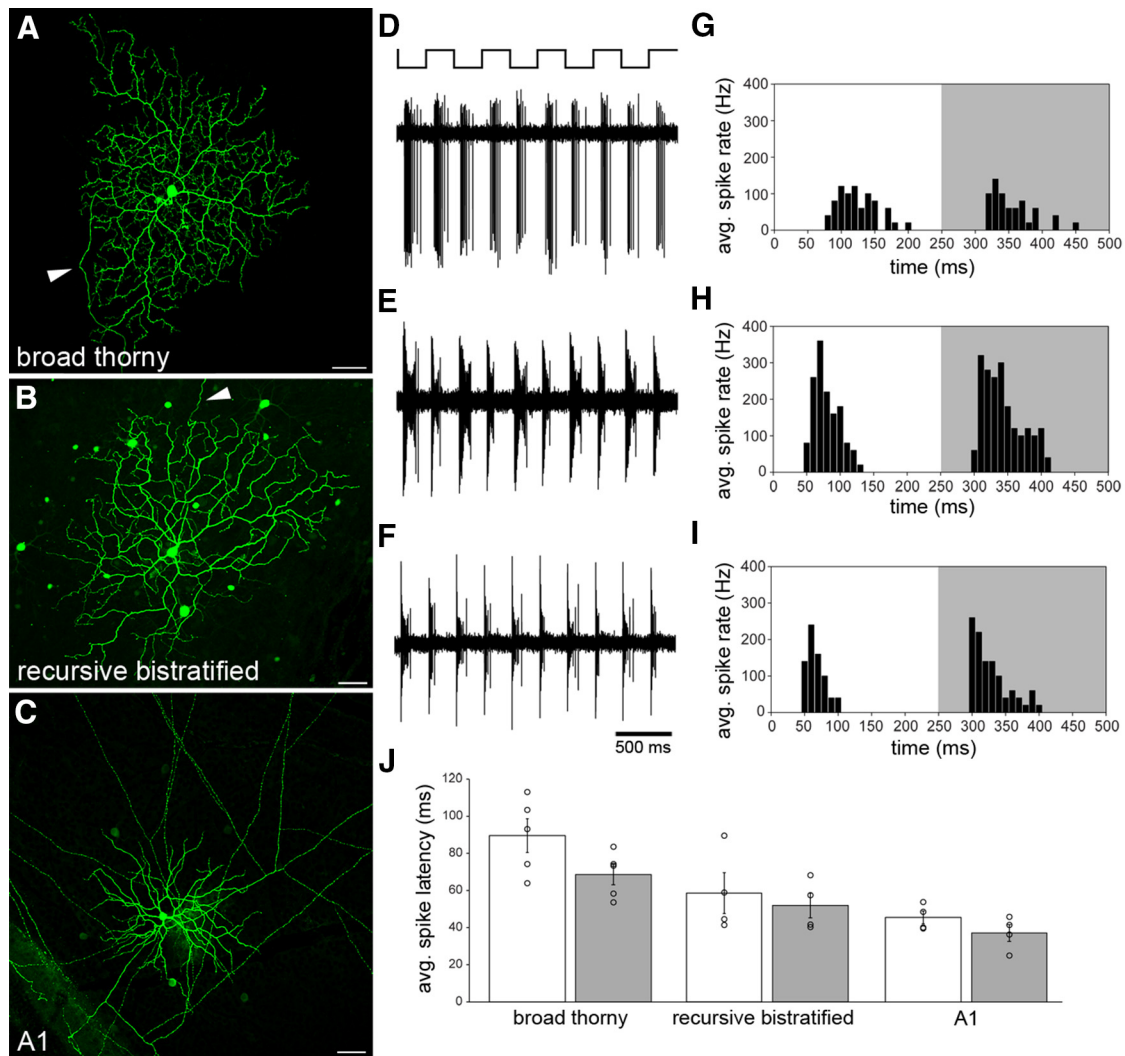 A
broad thorny
B
recursive bistratified
C
A1
D
E
F
500 ms
G
avg. spike rate (Hz)
400
300
200
100
0
0 50 100 150 200 250 300 350 400 450 500
time (ms)
H
avg. spike rate (Hz)
400
300
200
100
0
0 50 100 150 200 250 300 350 400 450 500
time (ms)
I
avg. spike rate (Hz)
400
300
200
100
0
0 50 100 150 200 250 300 350 400 450 500
time (ms)
J
avg. spike latency (ms)
120
100
80
60
40
20
0
broad thorny
recursive bistratified
A1